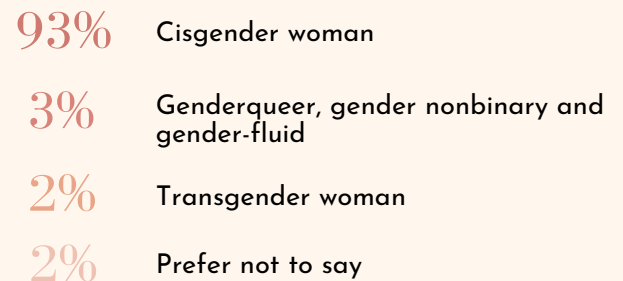 93% Cisgender woman
3% Genderqueer, gender nonbinary and
gender-fluid
2% Transgender woman
2% Prefer not to say